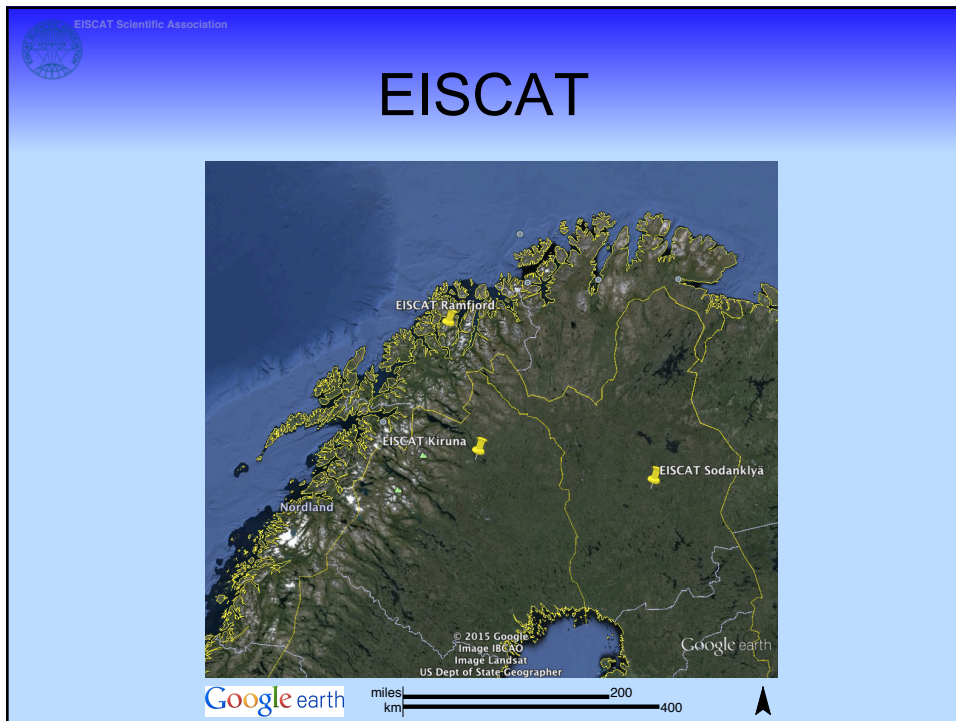 EISCAT Scientific Association
EISCAT
EISCAT Ramfjord
EISCAT Kiruna
EISCAT Sodanklyä
Nordland
© 2015 Google
Image IBCAO
Image Landsat
US Dept of State Geographer
Google earth
Google earth
miles 200
km 400